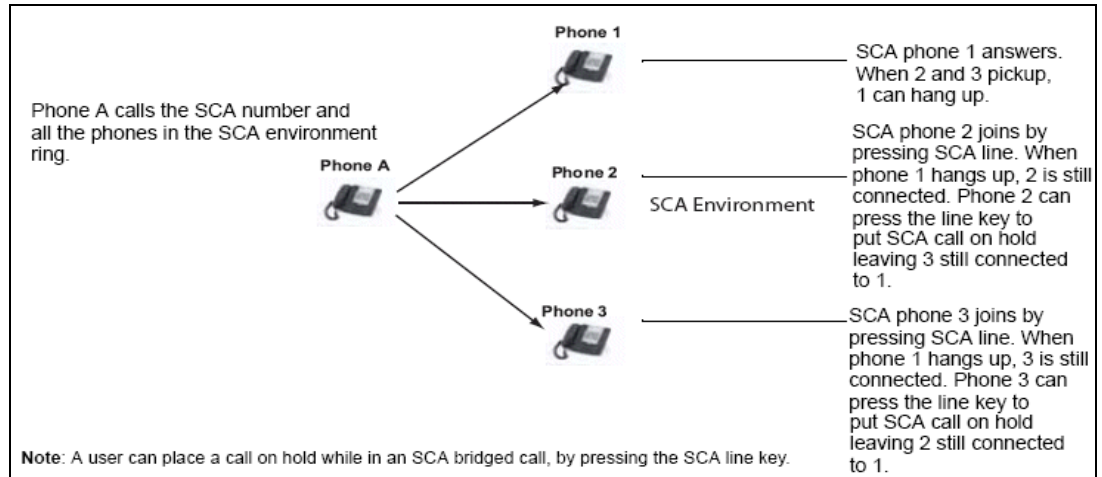 Phone A calls the SCA number and
all the phones in the SCA environment
ring.
Phone A
Phone 1
SCA phone 1 answers.
When 2 and 3 pickup,
1 can hang up.
Phone 2
SCA Environment
SCA phone 2 joins by
pressing SCA line. When
phone 1 hangs up, 2 is still
connected. Phone 2 can
press the line key to
put SCA call on hold
leaving 3 still connected
to 1.
Phone 3
SCA phone 3 joins by
pressing SCA line. When
phone 1 hangs up, 3 is still
connected. Phone 3 can
press the line key to
put SCA call on hold
leaving 2 still connected
to 1.
Note: A user can place a call on hold while in an SCA bridged call, by pressing the SCA line key.